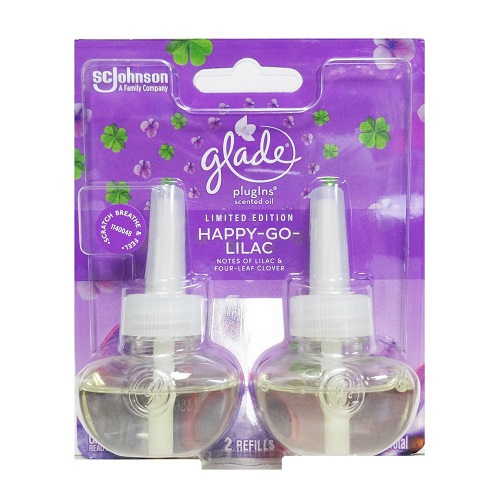 SC Johnson
A Family Company
glade
plugIns®
scented oil
LIMITED EDITION
HAPPY-GO-
LILAC
NOTES OF LILAC &
FOUR-LEAF CLOVER
SCRATCH BREATHE & FEEL
1140048
2 REFILLS